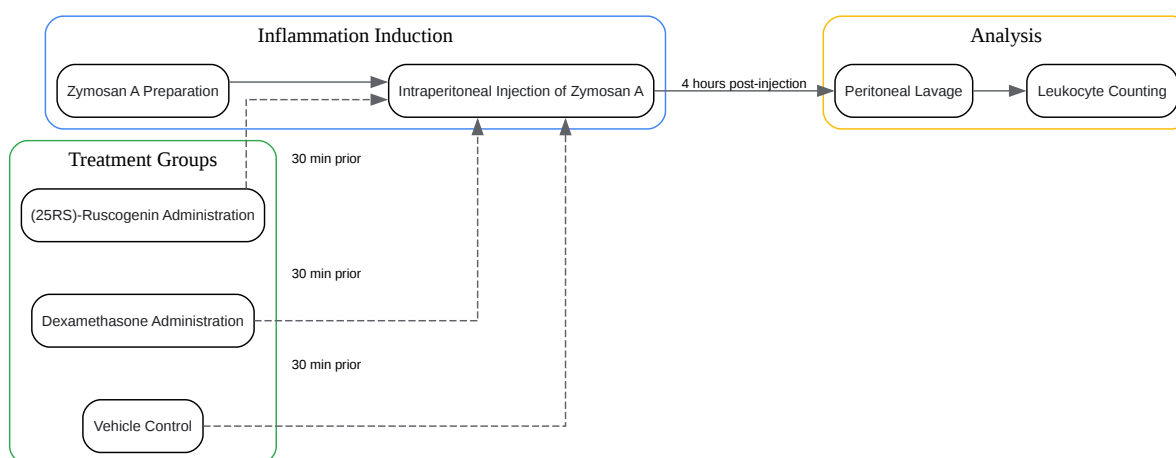 Inflammation Induction
Analysis
Zymosan A Preparation
Intraperitoneal Injection of Zymosan A
4 hours post-injection
Peritoneal Lavage
Leukocyte Counting
Treatment Groups
30 min prior
(25RS)-Ruscogenin Administration
30 min prior
Dexamethasone Administration
30 min prior
Vehicle Control